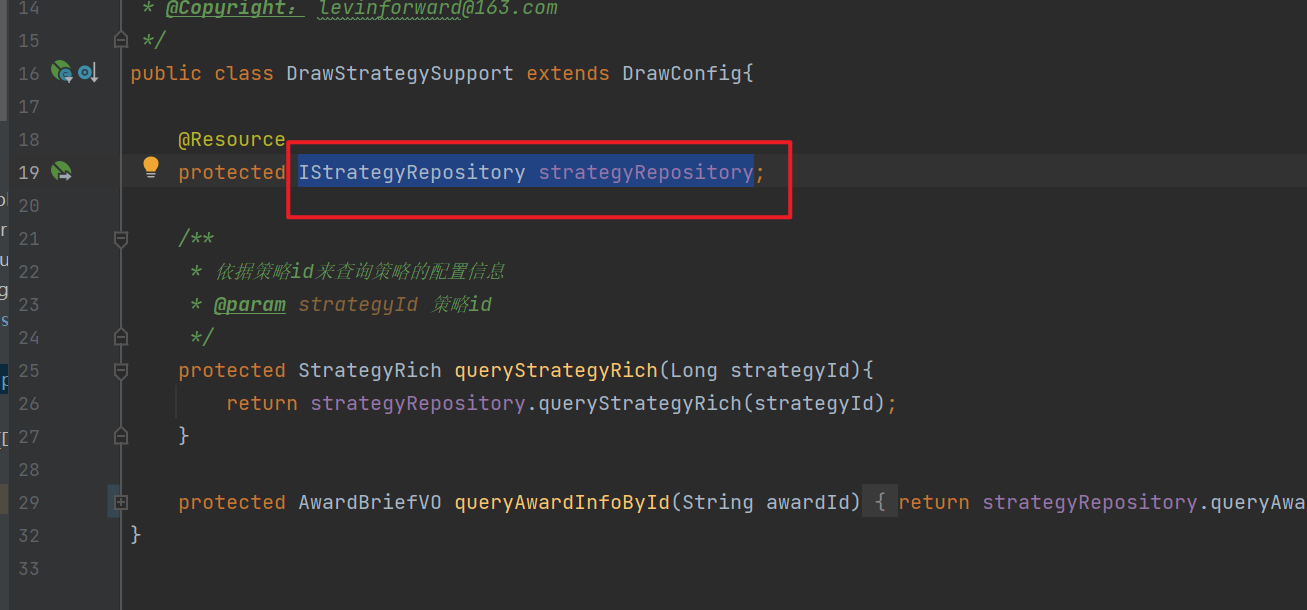 14 * @Copyright： levinforward@163.com
15 */
16 public class DrawStrategySupport extends DrawConfig{
17
18 @Resource
19 protected IStrategyRepository strategyRepository;
20
21 /**
22 * 依据策略id来查询策略的配置信息
23 * @param strategyId 策略id
24 */
25 protected StrategyRich queryStrategyRich(Long strategyId){
26 return strategyRepository.queryStrategyRich(strategyId);
27 }
28
29 protected AwardBriefVO queryAwardInfoById(String awardId) { return strategyRepository.queryAwa
32 }
33